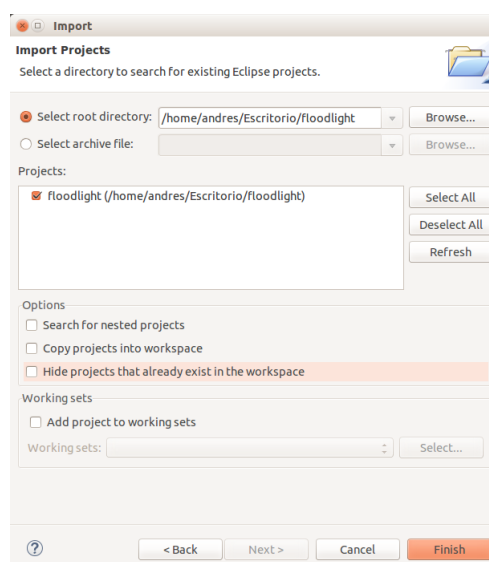 Import
Import Projects
Select a directory to search for existing Eclipse projects.
Select root directory: /home/andres/Escritorio/floodlight Browse...
Select archive file: Browse...
Projects:
floodlight (/home/andres/Escritorio/floodlight)
Select All
Deselect All
Refresh
Options
Search for nested projects
Copy projects into workspace
Hide projects that already exist in the workspace
Working sets
Add project to working sets
Working sets: Select...
? < Back Next > Cancel Finish